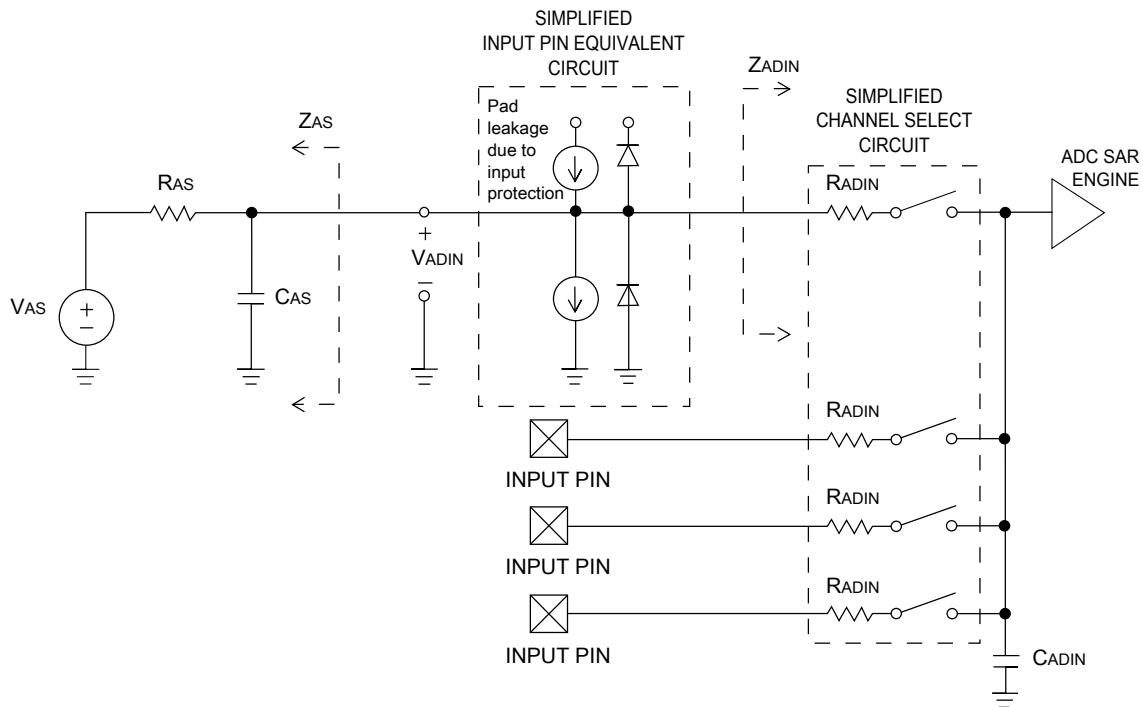 SIMPLIFIED
INPUT PIN EQUIVALENT
CIRCUIT
Pad
leakage
due to
input
protection
ZAS
ZADIN
SIMPLIFIED
CHANNEL SELECT
CIRCUIT
ADC SAR
ENGINE
RAS
RADIN
+
VADIN
–
VAS
+
–
CAS
RADIN
INPUT PIN
RADIN
INPUT PIN
RADIN
INPUT PIN
CADIN